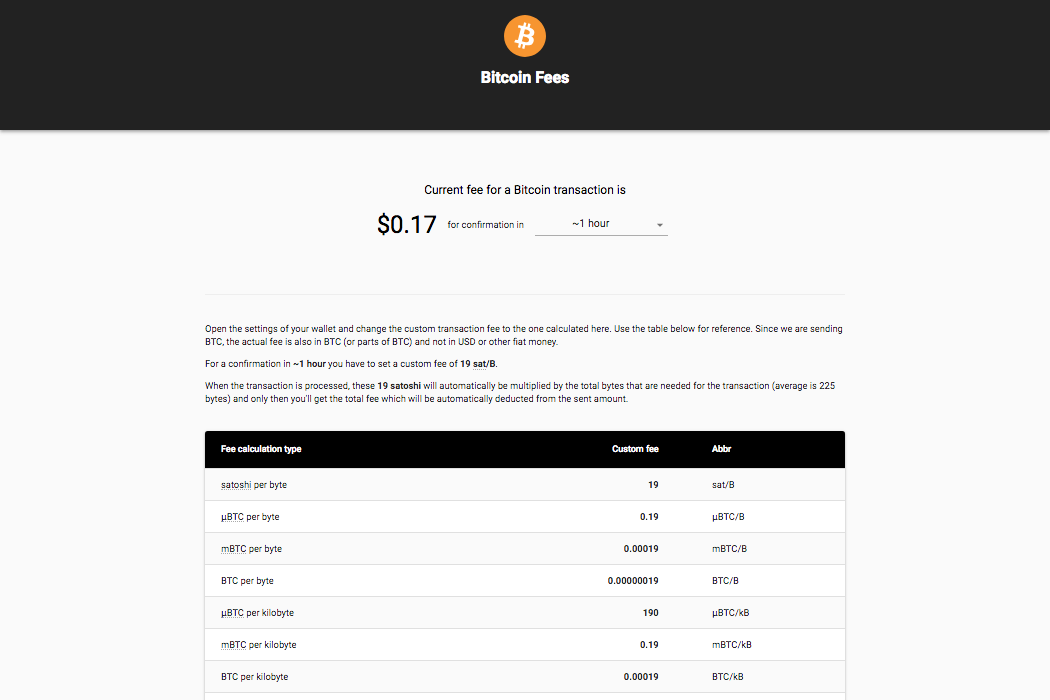 Bitcoin Fees
Current fee for a Bitcoin transaction is
$0.17 for confirmation in ~1 hour
Open the settings of your wallet and change the custom transaction fee to the one calculated here. Use the table below for reference. Since we are sending
BTC, the actual fee is also in BTC (or parts of BTC) and not in USD or other fiat money.
For a confirmation in ~1 hour you have to set a custom fee of 19 sat/B.
When the transaction is processed, these 19 satoshi will automatically be multiplied by the total bytes that are needed for the transaction (average is 225
bytes) and only then you'll get the total fee which will be automatically deducted from the sent amount.
Fee calculation type Custom fee Abbr
satoshi per byte 19 sat/B
µBTC per byte 0.19 µBTC/B
mBTC per byte 0.00019 mBTC/B
BTC per byte 0.00000019 BTC/B
µBTC per kilobyte 190 µBTC/kB
mBTC per kilobyte 0.19 mBTC/kB
BTC per kilobyte 0.00019 BTC/kB